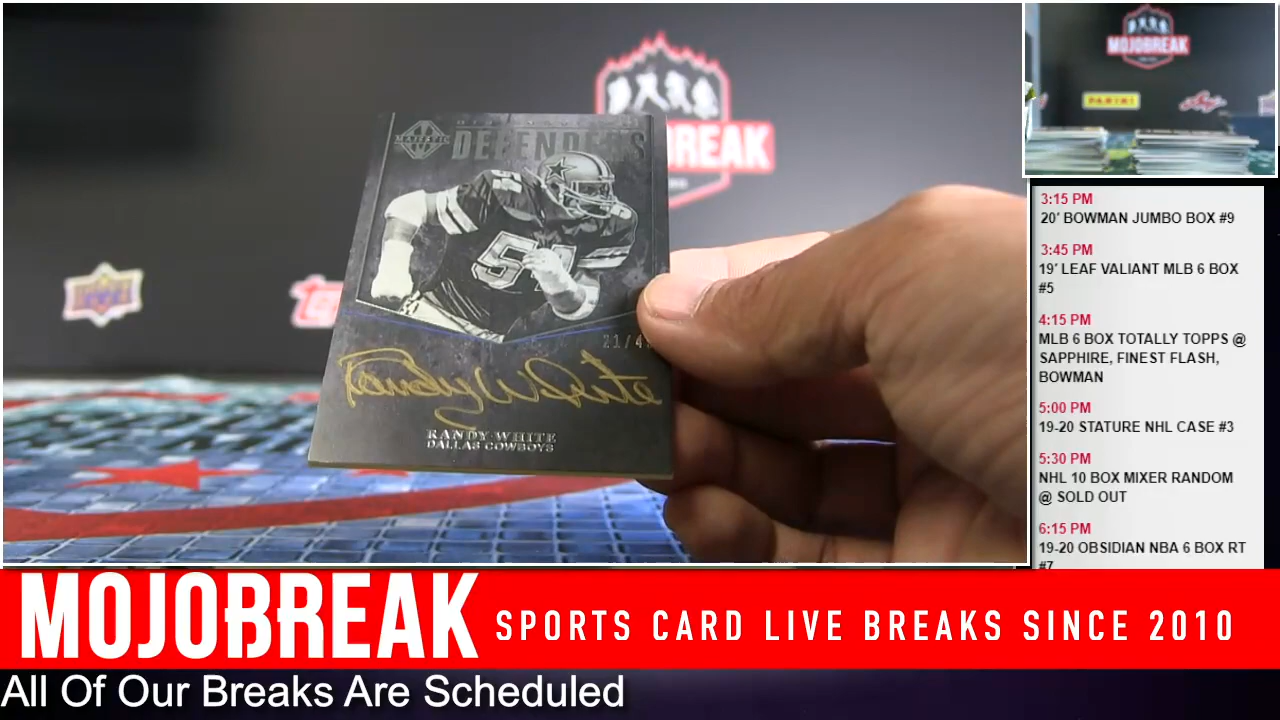 MAJESTIC
DEFENDERS
54
21/4
Randy White
RANDY WHITE
DALLAS COWBOYS
MOJOBREAK
PANINI
3:15 PM
20' BOWMAN JUMBO BOX #9
3:45 PM
19' LEAF VALIANT MLB 6 BOX
#5
4:15 PM
MLB 6 BOX TOTALLY TOPPS @
SAPPHIRE, FINEST FLASH,
BOWMAN
5:00 PM
19-20 STATURE NHL CASE #3
5:30 PM
NHL 10 BOX MIXER RANDOM
@ SOLD OUT
6:15 PM
19-20 OBSIDIAN NBA 6 BOX RT
#7
MOJOBREAK
SPORTS CARD LIVE BREAKS SINCE 2010
All Of Our Breaks Are Scheduled